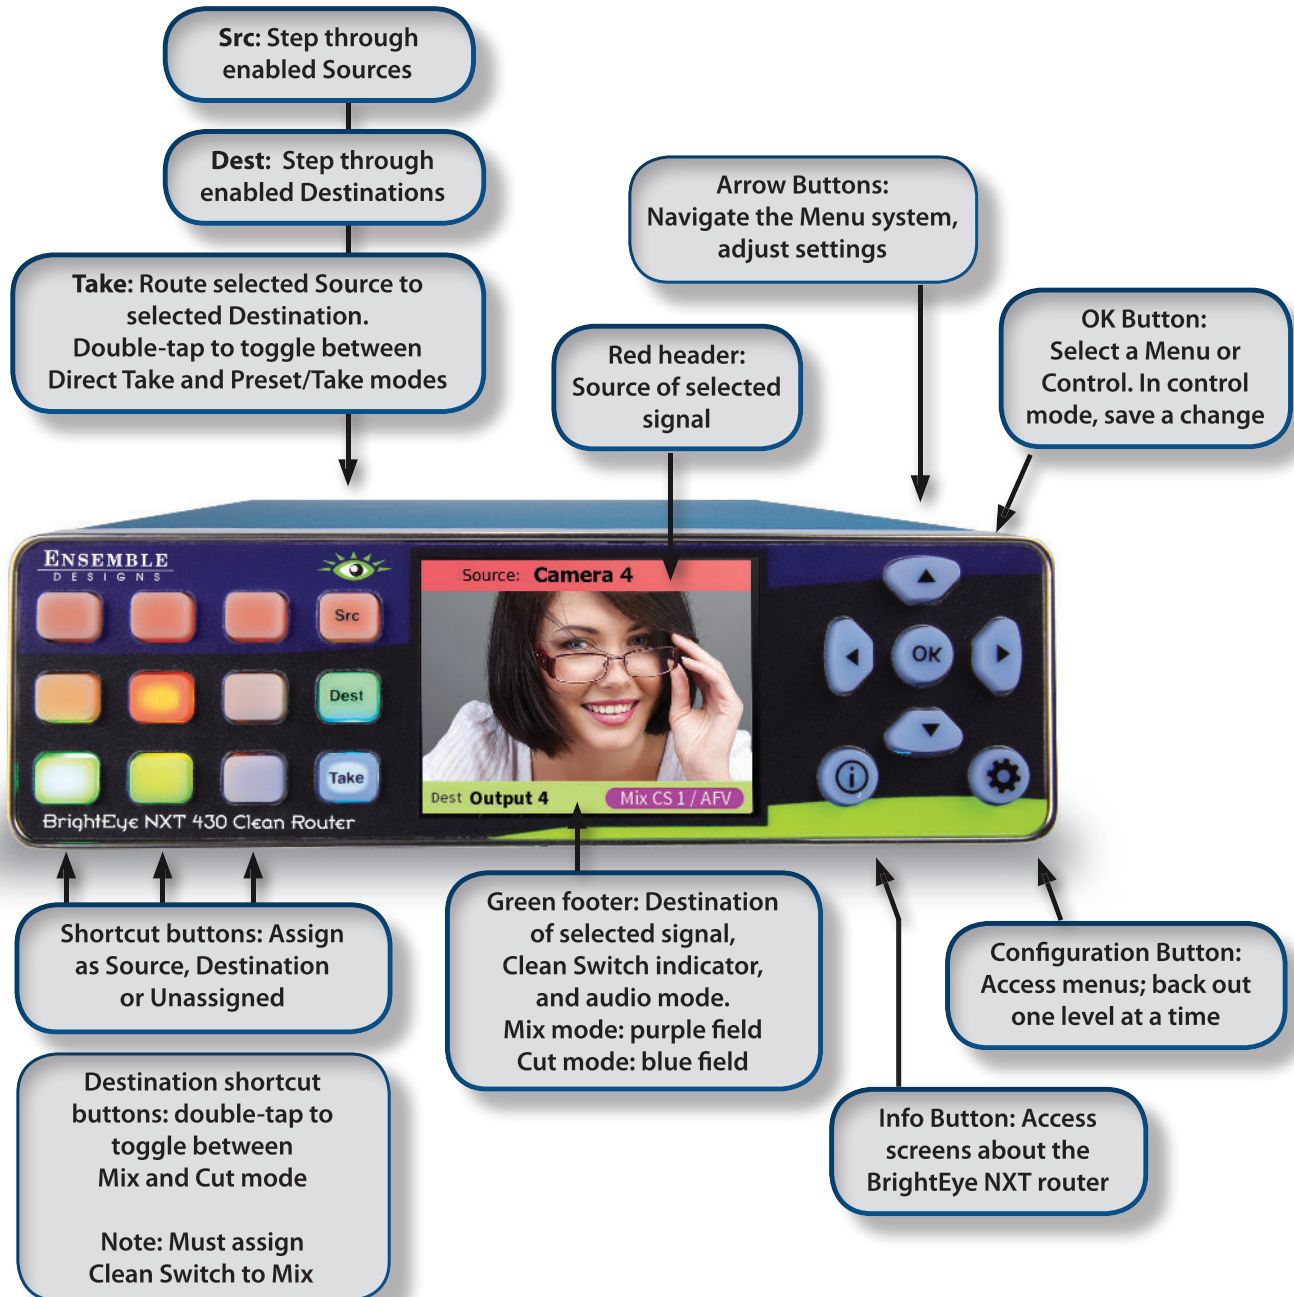 Src: Step through
enabled Sources
Dest: Step through
enabled Destinations
Take: Route selected Source to
selected Destination.
Double-tap to toggle between
Direct Take and Preset/Take modes
Arrow Buttons:
Navigate the Menu system,
adjust settings
Red header:
Source of selected
signal
OK Button:
Select a Menu or
Control. In control
mode, save a change
ENSEMBLE
DESIGNS
Src
Dest
Take
BrightEye NXT 430 Clean Router
Source: Camera 4
Dest Output 4 Mix CS 1 / AFV
OK
i
Shortcut buttons: Assign
as Source, Destination
or Unassigned
Destination shortcut
buttons: double-tap to
toggle between
Mix and Cut mode
Note: Must assign
Clean Switch to Mix
Green footer: Destination
of selected signal,
Clean Switch indicator,
and audio mode.
Mix mode: purple field
Cut mode: blue field
Configuration Button:
Access menus; back out
one level at a time
Info Button: Access
screens about the
BrightEye NXT router